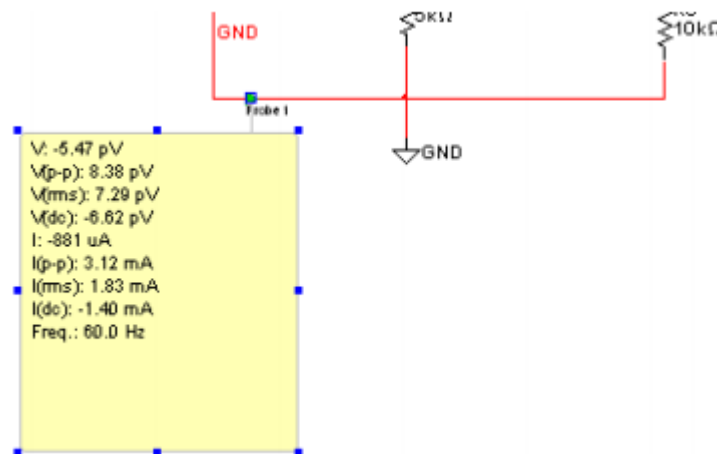 GND
5kΩ
10kΩ
Probe 1
GND
V: -5.47 pV
V(p-p): 8.38 pV
V(rms): 7.29 pV
V(dc): -6.62 pV
I: -881 uA
I(p-p): 3.12 mA
I(rms): 1.83 mA
I(dc): -1.40 mA
Freq.: 60.0 Hz